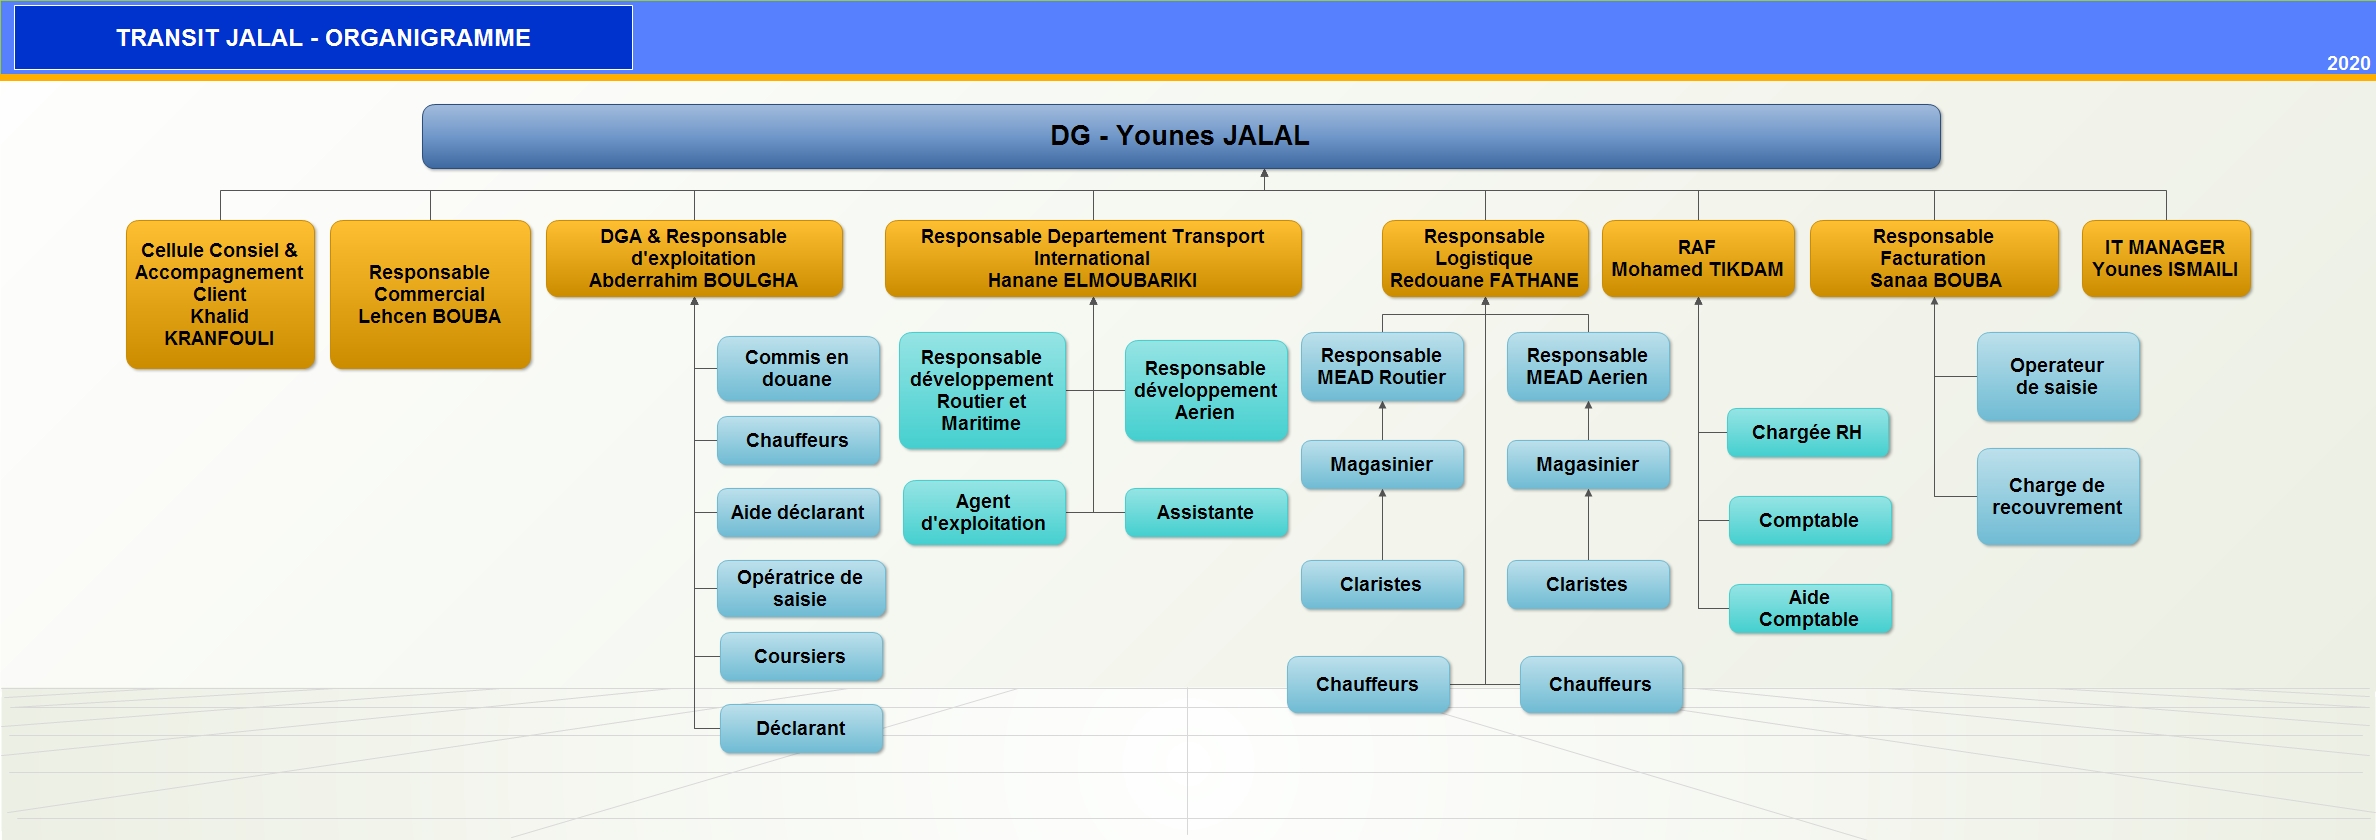 TRANSIT JALAL - ORGANIGRAMME
2020
DG - Younes JALAL
Cellule Consiel &
Accompagnement
Client
Khalid
KRANFOULI
Responsable
Commercial
Lehcen BOUBA
DGA & Responsable
d'exploitation
Abderrahim BOULGHA
Responsable Departement Transport
International
Hanane ELMOUBARIKI
Responsable
Logistique
Redouane FATHANE
RAF
Mohamed TIKDAM
Responsable
Facturation
Sanaa BOUBA
IT MANAGER
Younes ISMAILI
Commis en
douane
Chauffeurs
Aide déclarant
Opératrice de
saisie
Coursiers
Déclarant
Responsable
développement
Routier et
Maritime
Responsable
développement
Aerien
Agent
d'exploitation
Assistante
Responsable
MEAD Routier
Magasinier
Claristes
Chauffeurs
Responsable
MEAD Aerien
Magasinier
Claristes
Chauffeurs
Chargée RH
Comptable
Aide
Comptable
Operateur
de saisie
Charge de
recouvrement